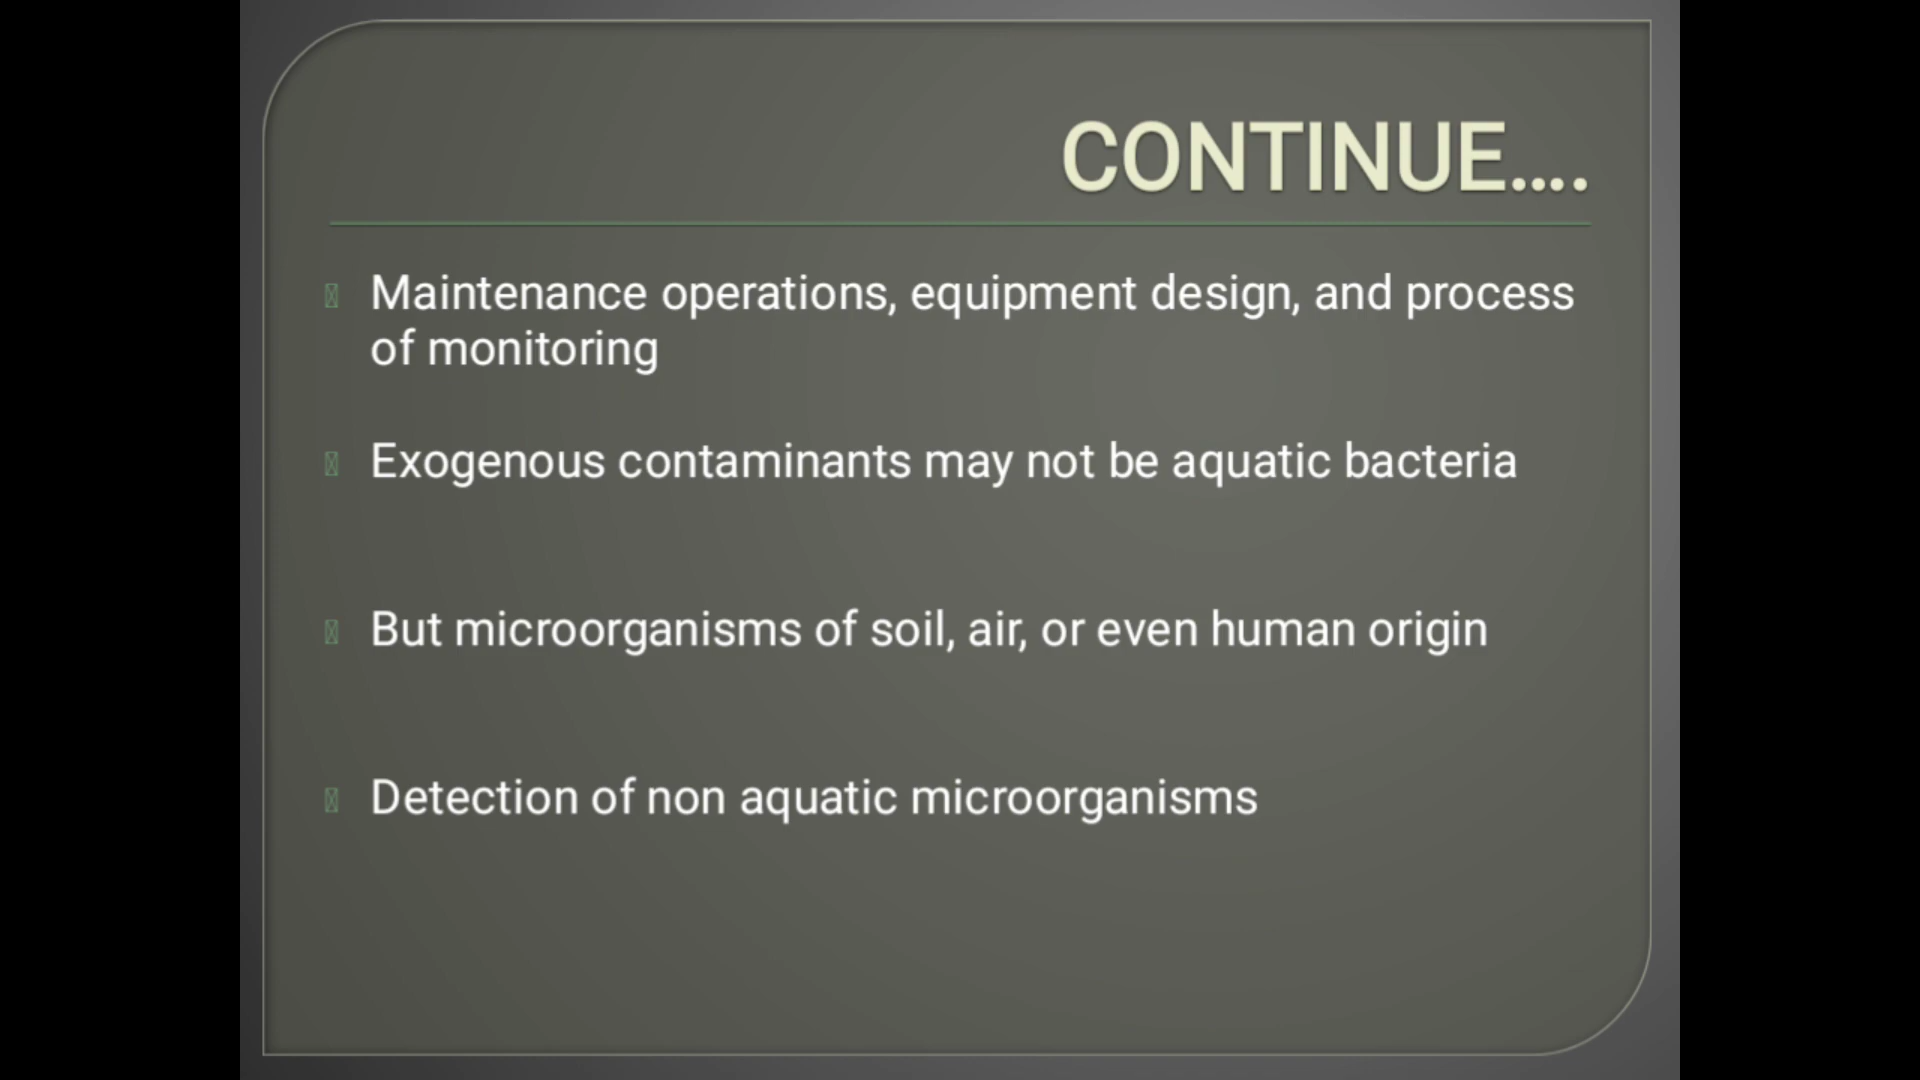 CONTINUE....
Maintenance operations, equipment design, and process
of monitoring
Exogenous contaminants may not be aquatic bacteria
But microorganisms of soil, air, or even human origin
Detection of non aquatic microorganisms